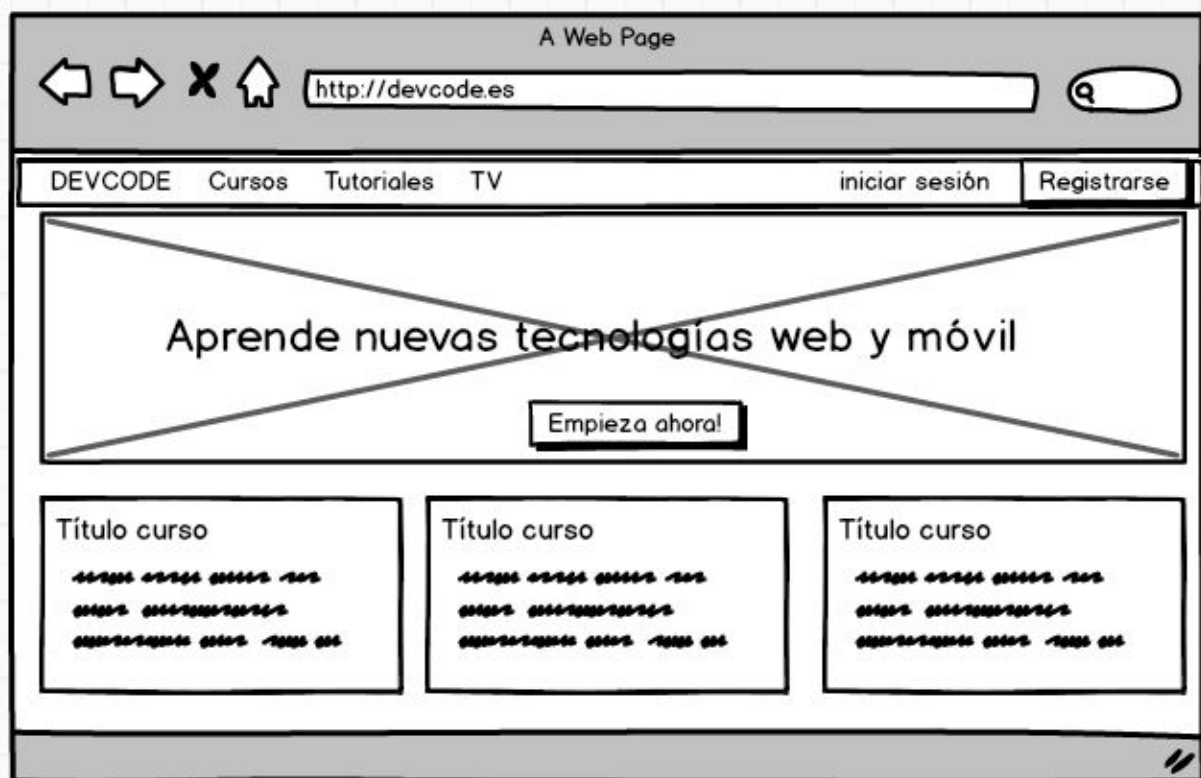 A Web Page
http://devcode.es
DEVCODE Cursos Tutoriales TV iniciar sesión Registrarse
Aprende nuevas tecnologías web y móvil
Empieza ahora!
Título curso Título curso Título curso